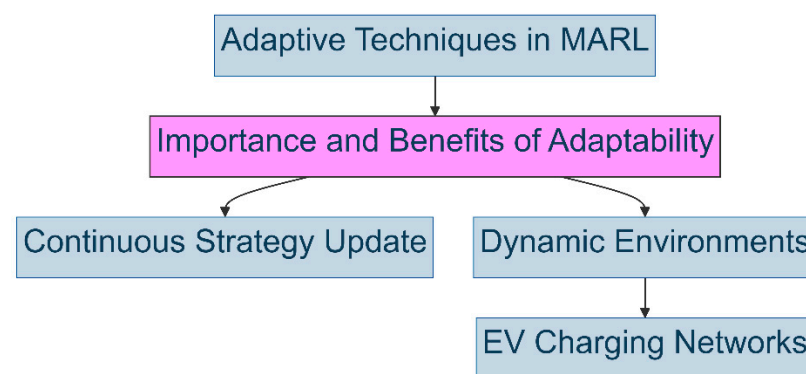 Adaptive Techniques in MARL
Importance and Benefits of Adaptability
Continuous Strategy Update
Dynamic Environments
EV Charging Networks